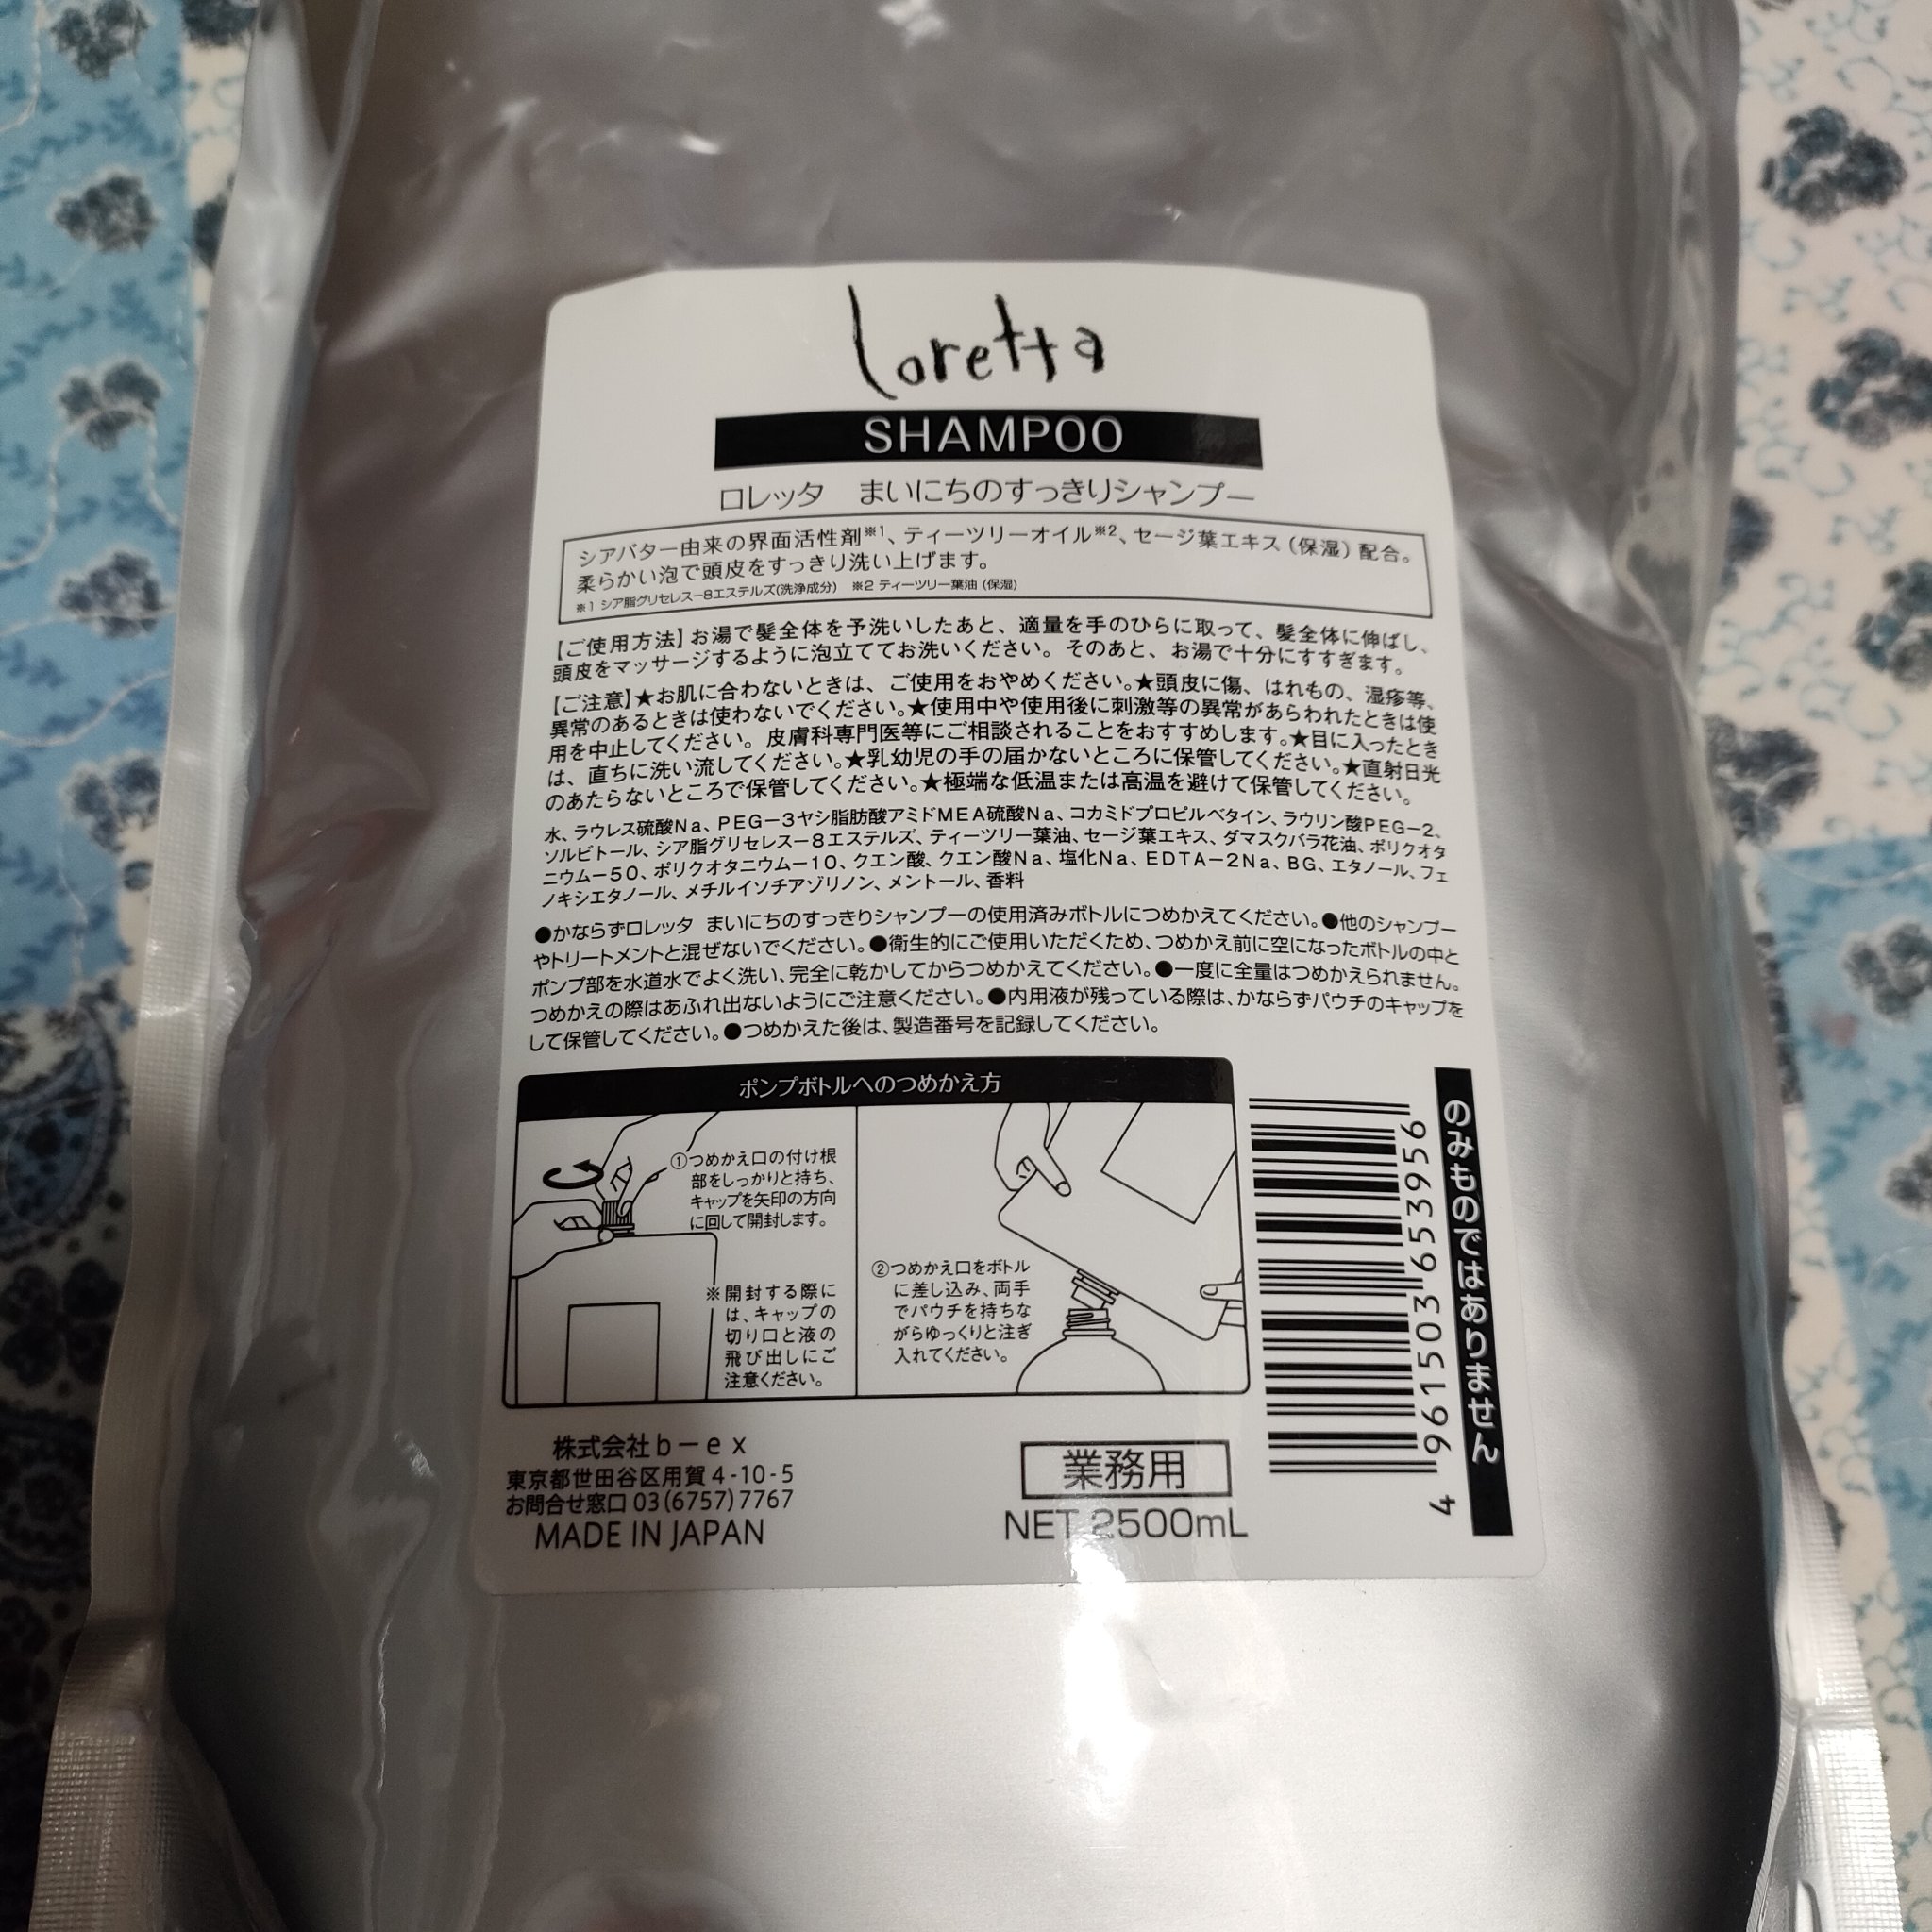 Loretta
SHAMPOO
ロレッタ　まいにちのすっきりシャンプー
シアバター由来の界面活性剤※1、ティーツリーオイル※2、セージ葉エキス（保湿）配合。
柔らかい泡で頭皮をすっきり洗い上げます。
※1 シア脂グリセレス－8エステルズ(洗浄成分)　※2 ティーツリー葉油（保湿）
【ご使用方法】お湯で髪全体を予洗いしたあと、適量を手のひらに取って、髪全体に伸ばし、
頭皮をマッサージするように泡立ててお洗いください。そのあと、お湯で十分にすすぎます。
【ご注意】★お肌に合わないときは、ご使用をおやめください。★頭皮に傷、はれもの、湿疹等、
異常のあるときは使わないでください。★使用中や使用後に刺激等の異常があらわれたときは使
用を中止してください。皮膚科専門医等にご相談されることをおすすめします。★目に入ったとき
は、直ちに洗い流してください。★乳幼児の手の届かないところに保管してください。★直射日光
のあたらないところで保管してください。★極端な低温または高温を避けて保管してください。
水、ラウレス硫酸Na、PEG－3ヤシ脂肪酸アミドMEA硫酸Na、コカミドプロピルベタイン、ラウリン酸PEG－2、
ソルビトール、シア脂グリセレス－8エステルズ、ティーツリー葉油、セージ葉エキス、ダマスクバラ花油、ポリクオタ
ニウム－50、ポリクオタニウム－10、クエン酸、クエン酸Na、塩化Na、EDTA－2Na、BG、エタノール、フェ
ノキシエタノール、メチルイソチアゾリノン、メントール、香料
●かならずロレッタ　まいにちのすっきりシャンプーの使用済みボトルにつめかえてください。●他のシャンプー
やトリートメントと混ぜないでください。●衛生的にご使用いただくため、つめかえ前に空になったボトルの中と
ポンプ部を水道水でよく洗い、完全に乾かしてからつめかえてください。●一度に全量はつめかえられません。
つめかえの際はあふれ出ないようにご注意ください。●内用液が残っている際は、かならずパウチのキャップを
して保管してください。●つめかえた後は、製造番号を記録してください。
ポンプボトルへのつめかえ方
①つめかえ口の付け根
部をしっかりと持ち、
キャップを矢印の方向
に回して開封します。
※開封する際に
は、キャップの
切り口と液の
飛び出しにご
注意ください。
②つめかえ口をボトル
に差し込み、両手
でパウチを持ちな
がらゆっくりと注ぎ
入れてください。
のみものではありません
4 961503 653956
株式会社ｂ－ｅｘ
東京都世田谷区用賀4-10-5
お問合せ窓口 03(6757)7767
MADE IN JAPAN
業務用
NET 2500mL